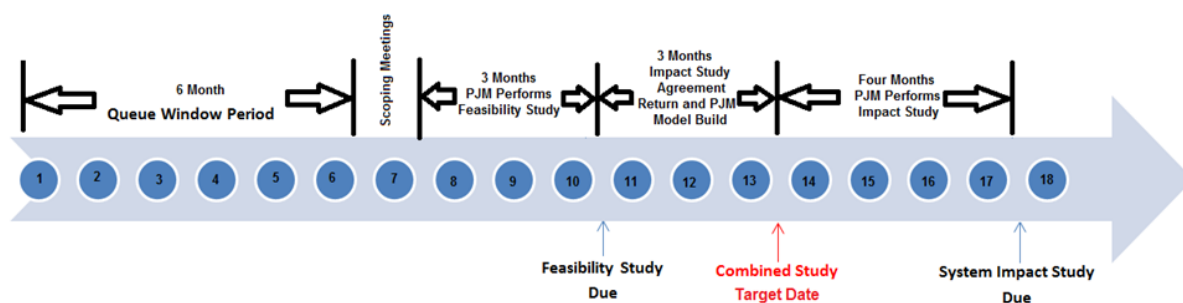 6 Month
Queue Window Period
Scoping Meetings
3 Months
PJM Performs
Feasibility Study
3 Months
Impact Study
Agreement
Return and PJM
Model Build
Four Months
PJM Performs
Impact Study
1 2 3 4 5 6 7 8 9 10 11 12 13 14 15 16 17 18
Feasibility Study
Due
Combined Study
Target Date
System Impact Study
Due